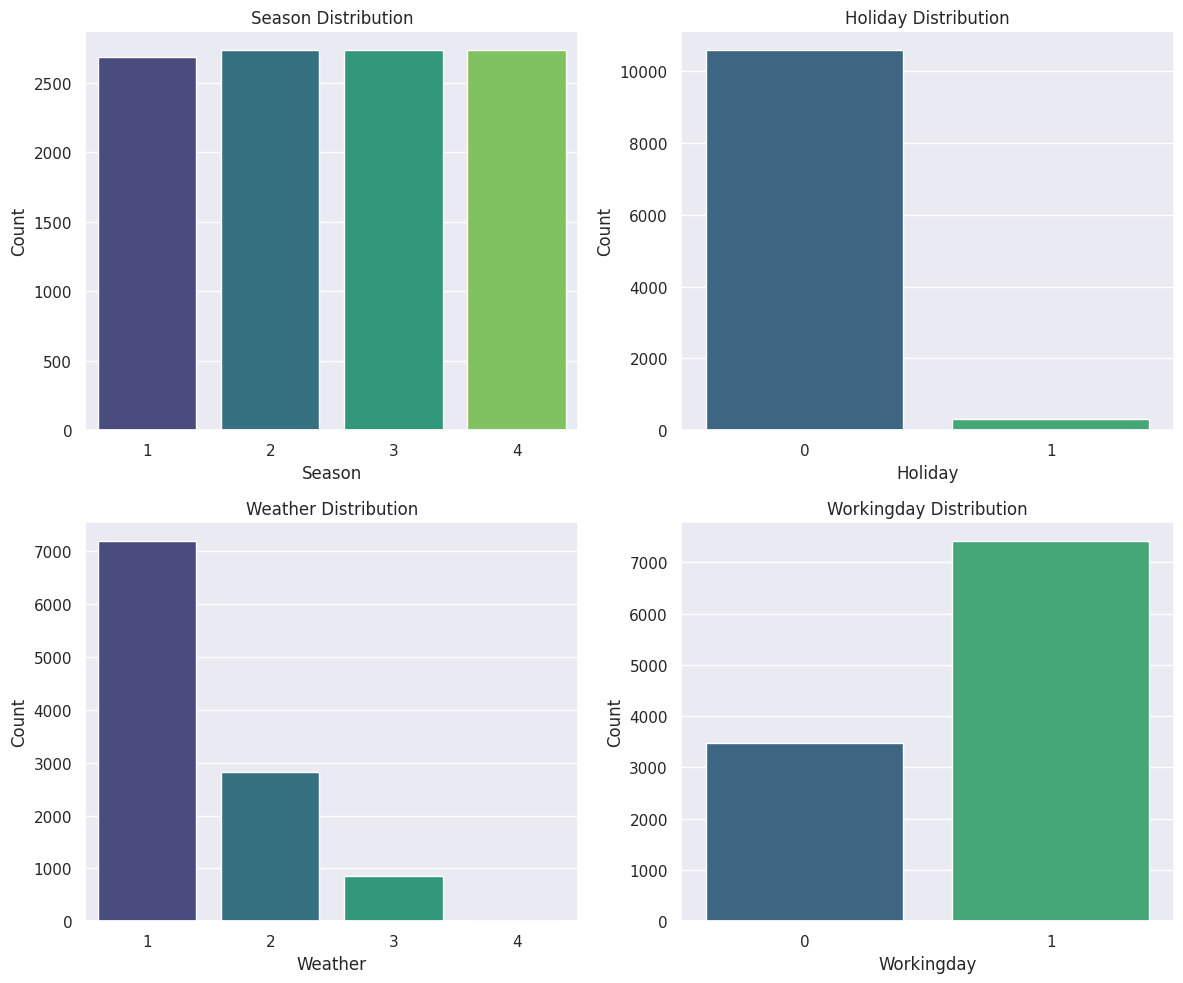 Season Distribution
2500
2000
1500
1000
500
0
Count
1 2 3 4
Season
Holiday Distribution
10000
8000
6000
4000
2000
0
Count
0 1
Holiday
Weather Distribution
7000
6000
5000
4000
3000
2000
1000
0
Count
1 2 3 4
Weather
Workingday Distribution
7000
6000
5000
4000
3000
2000
1000
0
Count
0 1
Workingday